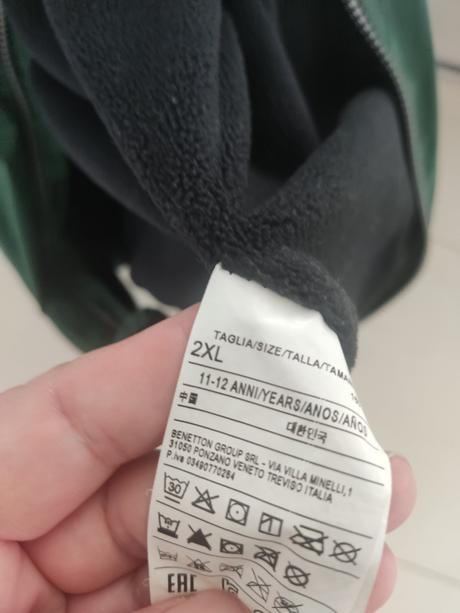 TAGLIA/SIZE/TALLA/TAMA
2XL
11-12 ANNI/YEARS/ANOS/AÑOS
中国 대한민국
BENETTON GROUP SRL - VIA VILLA MINELLI,1
31050 PONZANO VENETO TREVISO ITALIA
P.iva 03490770264
30
EAC